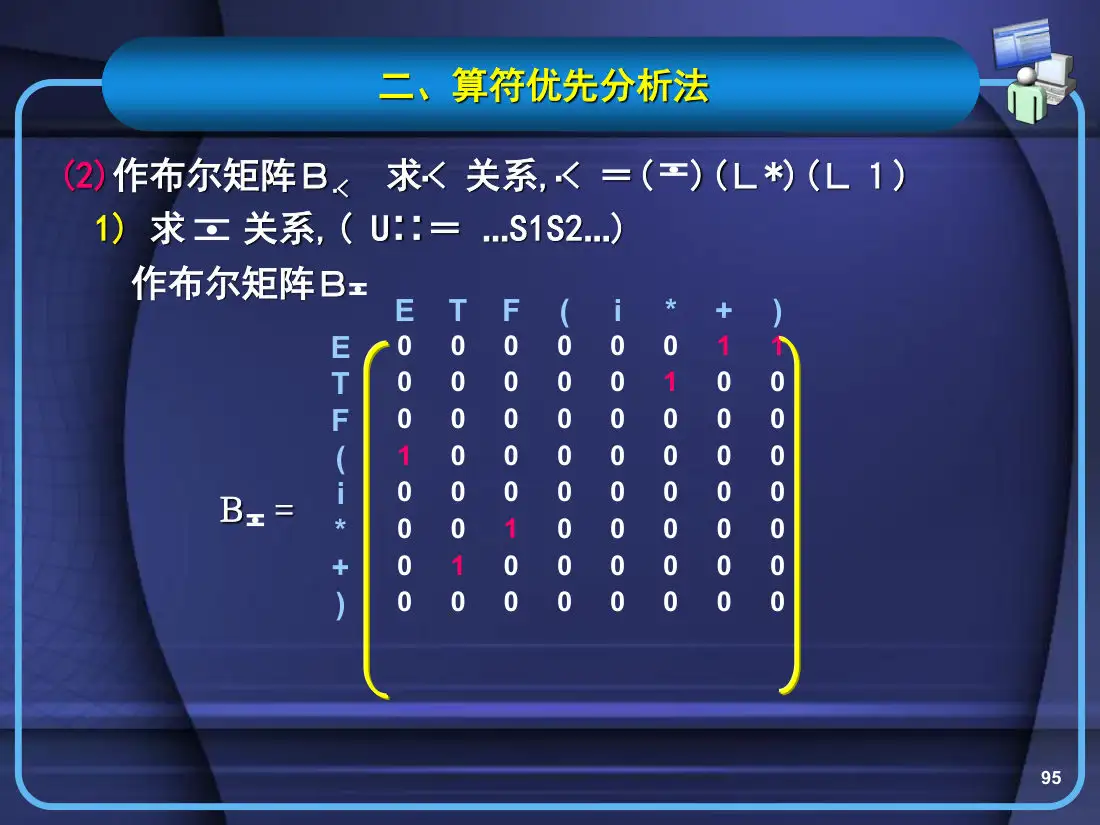 二、算符优先分析法
(2)作布尔矩阵B⋖ 求⋖ 关系,⋖ =(≖)(L*)(L 1)
1) 求 ≖ 关系,( U::= …S1S2…)
作布尔矩阵B≖
E T F ( i * + )
E 0 0 0 0 0 0 1 1
T 0 0 0 0 0 1 0 0
F 0 0 0 0 0 0 0 0
( 1 0 0 0 0 0 0 0
i 0 0 0 0 0 0 0 0
B≖ =
* 0 0 1 0 0 0 0 0
+ 0 1 0 0 0 0 0 0
) 0 0 0 0 0 0 0 0
95